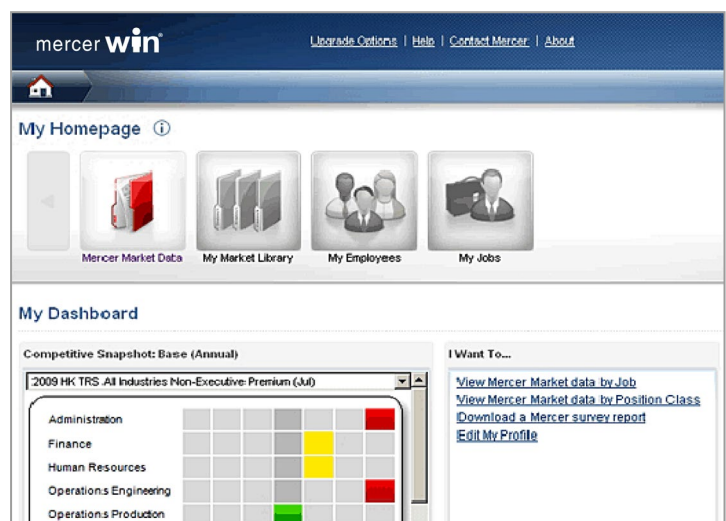 mercer win
Upgrade Options | Help | Contact Mercer | About
My Homepage
Mercer Market Data My Market Library My Employees My Jobs
My Dashboard
Competitive Snapshot: Base (Annual)
2009 HK TRS All Industries Non-Executive Premium (Jul)
Administration
Finance
Human Resources
Operations Engineering
Operations Production
I Want To...
View Mercer Market data by Job
View Mercer Market data by Position Class
Download a Mercer survey report
Edit My Profile